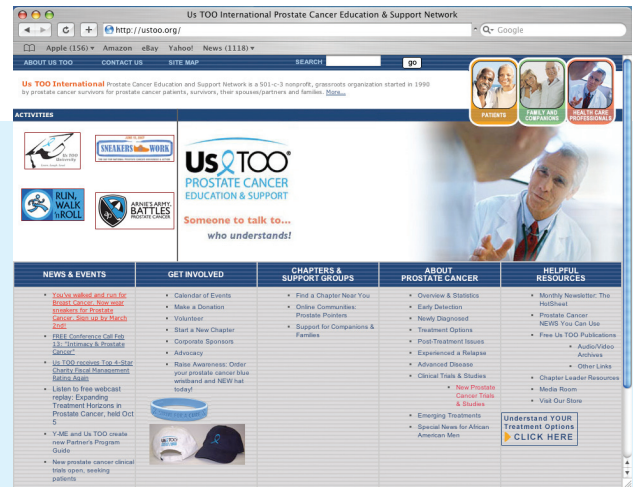 Us TOO International Prostate Cancer Education & Support Network
http://ustoo.org/
Google
Apple (156) Amazon eBay Yahoo! News (1118)
ABOUT US TOO CONTACT US SITE MAP SEARCH go
Us TOO International Prostate Cancer Education and Support Network is a 501-c-3 nonprofit, grassroots organization started in 1990
by prostate cancer survivors for prostate cancer patients, survivors, their spouses/partners and families. More...
PATIENTS
FAMILY AND
COMPANIONS
HEALTH CARE
PROFESSIONALS
ACTIVITIES
Us TOO
University
SNEAKERS WORK
RUN,
WALK
'n ROLL
ARNIE'S ARMY
BATTLES
PROSTATE CANCER
US TOO
PROSTATE CANCER
EDUCATION & SUPPORT
Someone to talk to...
who understands!
NEWS & EVENTS
You've walked and run for
Breast Cancer. Now wear
sneakers for Prostate
Cancer. Sign up by March
2nd!
FREE Conference Call Feb
13: "Intimacy & Prostate
Cancer"
Us TOO receives Top 4-Star
Charity Fiscal Management
Rating Again
Listen to free webcast
replay: Expanding
Treatment Horizons in
Prostate Cancer, held Oct
5
Y-ME and Us TOO create
new Partner's Program
Guide
New prostate cancer clinical
trials open, seeking
patients
GET INVOLVED
Calendar of Events
Make a Donation
Volunteer
Start a New Chapter
Corporate Sponsors
Advocacy
Raise Awareness: Order
your prostate cancer blue
wristband and NEW hat
today!
US TOO
CHAPTERS &
SUPPORT GROUPS
Find a Chapter Near You
Online Communities:
Prostate Pointers
Support for Companions &
Families
ABOUT
PROSTATE CANCER
Overview & Statistics
Early Detection
Newly Diagnosed
Treatment Options
Post-Treatment Issues
Experienced a Relapse
Advanced Disease
Clinical Trials & Studies
New Prostate
Cancer Trials
& Studies
Emerging Treatments
Special News for African
American Men
HELPFUL
RESOURCES
Monthly Newsletter: The
HotSheet
Prostate Cancer
NEWS You Can Use
Free Us TOO Publications
Audio/Video
Archives
Other Links
Chapter Leader Resources
Media Room
Visit Our Store
Understand YOUR
Treatment Options
CLICK HERE